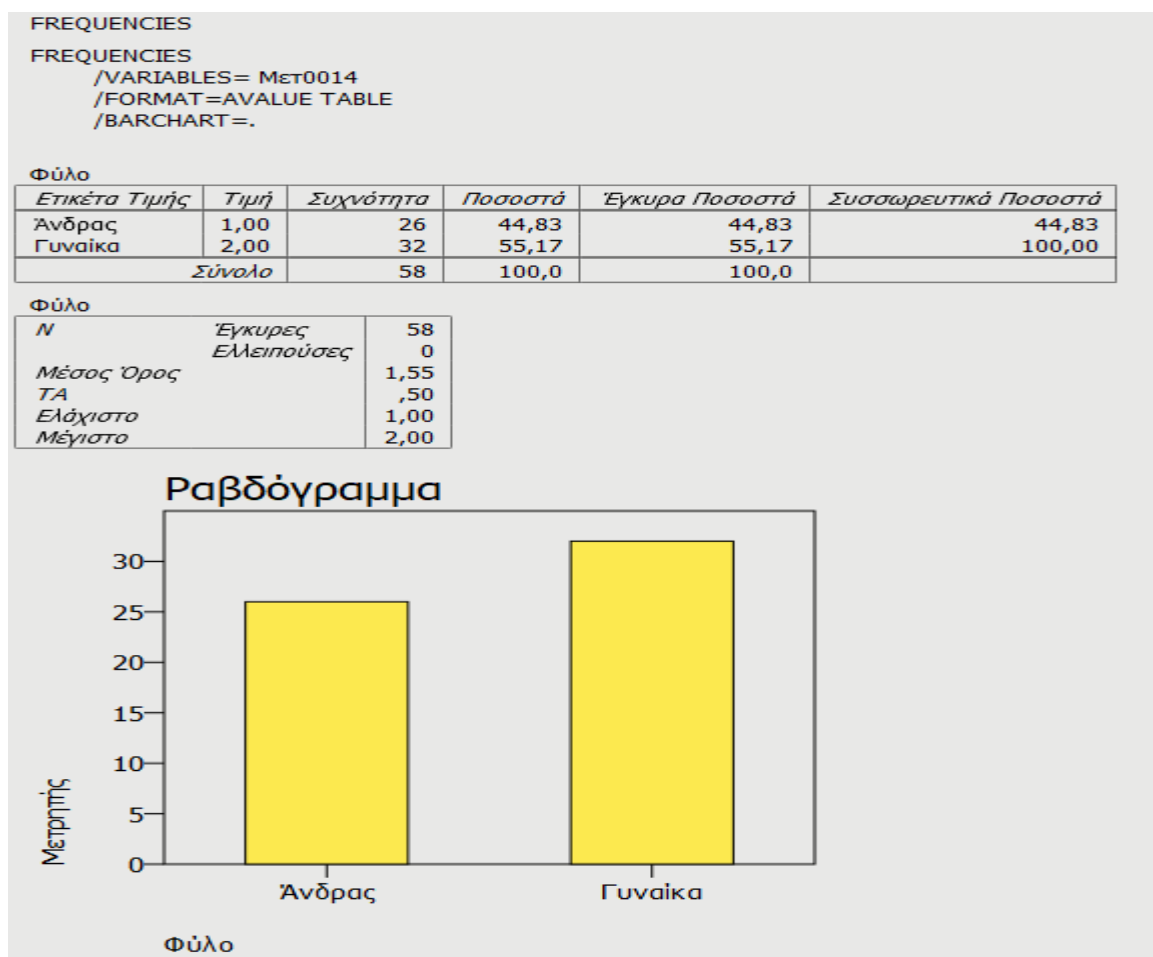 FREQUENCIES
FREQUENCIES
/VARIABLES= Μετ0014
/FORMAT=AVALUE TABLE
/BARCHART=.
Φύλο
Ετικέτα Τιμής Τιμή Συχνότητα Ποσοστά Έγκυρα Ποσοστά Συσσωρευτικά Ποσοστά
Άνδρας 1,00 26 44,83 44,83 44,83
Γυναίκα 2,00 32 55,17 55,17 100,00
Σύνολο 58 100,0 100,0
Φύλο
N Έγκυρες 58
Ελλειπούσες 0
Μέσος Όρος 1,55
ΤΑ ,50
Ελάχιστο 1,00
Μέγιστο 2,00
Ραβδόγραμμα
30
25
20
15
10
5
0
Μετρητής
Άνδρας Γυναίκα
Φύλο